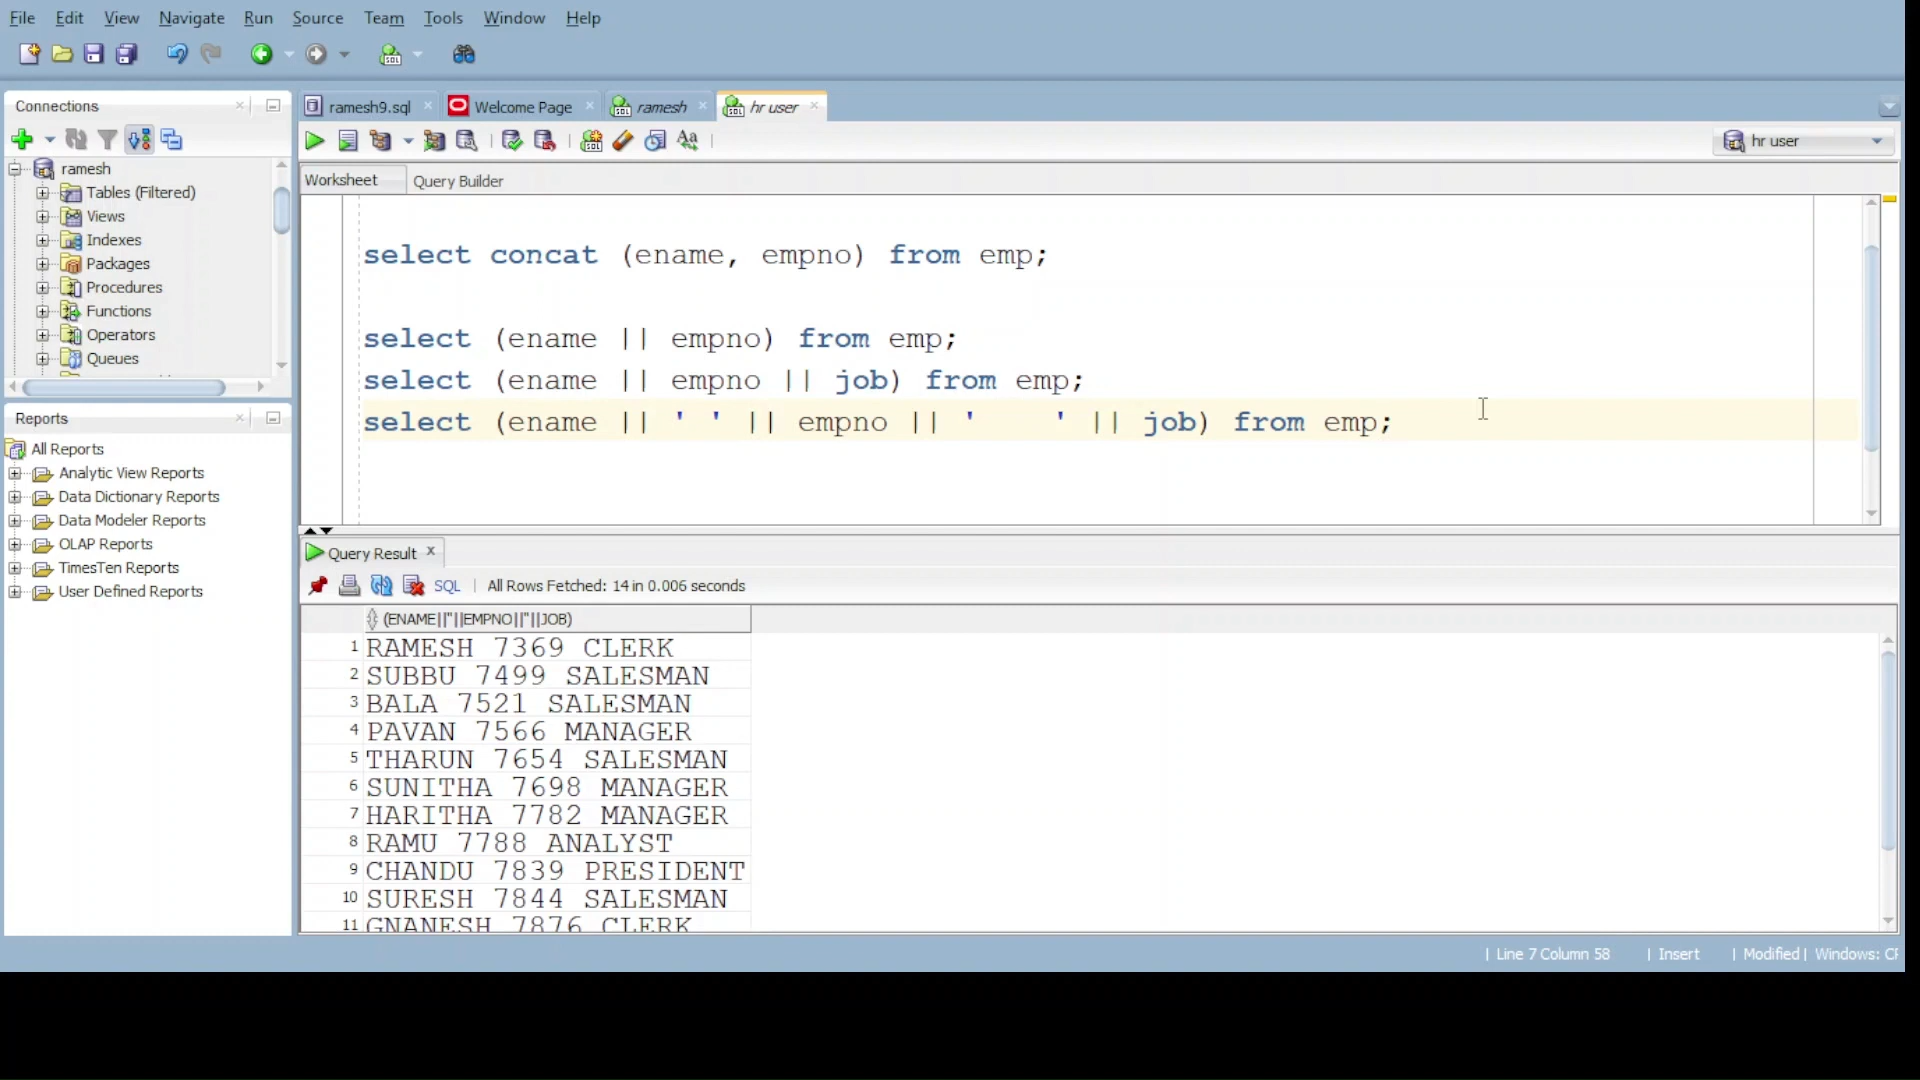 File Edit View Navigate Run Source Team Tools Window Help
Connections
ramesh
Tables (Filtered)
Views
Indexes
Packages
Procedures
Functions
Operators
Queues
Reports
All Reports
Analytic View Reports
Data Dictionary Reports
Data Modeler Reports
OLAP Reports
TimesTen Reports
User Defined Reports
ramesh9.sql Welcome Page ramesh hr user
hr user
Worksheet Query Builder
select concat (ename, empno) from emp;
select (ename || empno) from emp;
select (ename || empno || job) from emp;
select (ename || ' ' || empno || '    ' || job) from emp;
Query Result
SQL All Rows Fetched: 14 in 0.006 seconds
(ENAME||''||EMPNO||''||JOB)
1 RAMESH 7369 CLERK
2 SUBBU 7499 SALESMAN
3 BALA 7521 SALESMAN
4 PAVAN 7566 MANAGER
5 THARUN 7654 SALESMAN
6 SUNITHA 7698 MANAGER
7 HARITHA 7782 MANAGER
8 RAMU 7788 ANALYST
9 CHANDU 7839 PRESIDENT
10 SURESH 7844 SALESMAN
11 GNANESH 7876 CLERK
| Line 7 Column 58 | Insert | Modified | Windows: CF